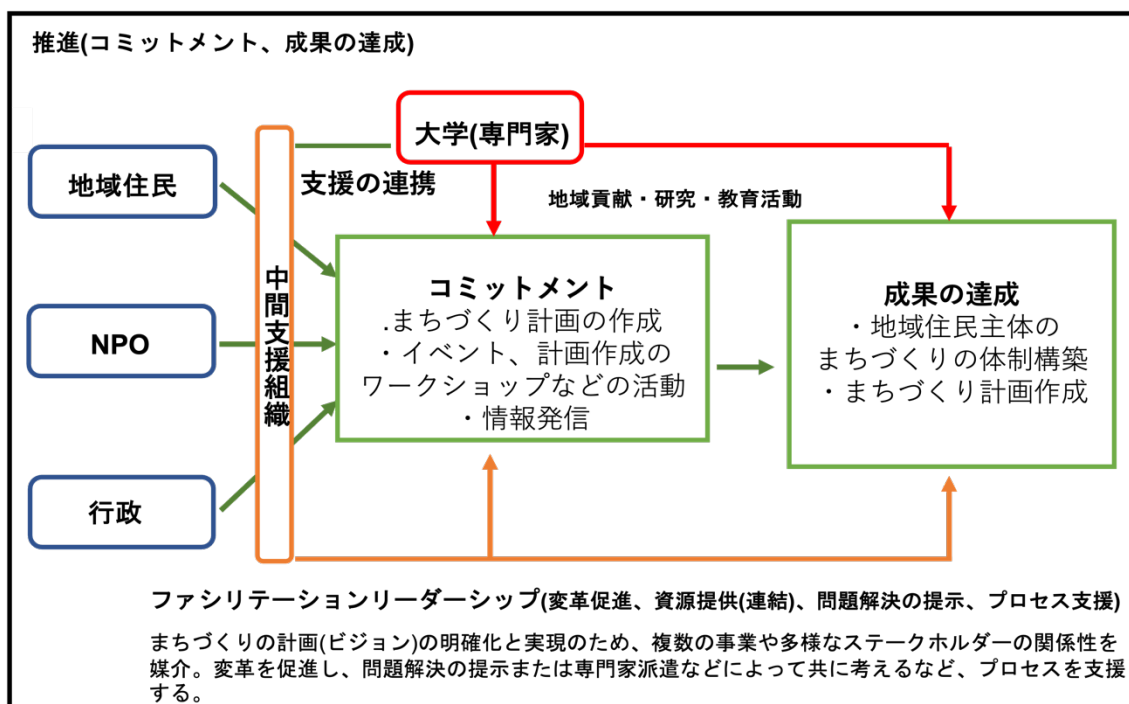 推進(コミットメント、成果の達成)
大学(専門家)
地域住民
支援の連携
地域貢献・研究・教育活動
中間支援組織
NPO
行政
コミットメント
.まちづくり計画の作成
・イベント、計画作成の
ワークショップなどの活動
・情報発信
成果の達成
・地域住民主体の
まちづくりの体制構築
・まちづくり計画作成
ファシリテーションリーダーシップ(変革促進、資源提供(連結)、問題解決の提示、プロセス支援)
まちづくりの計画(ビジョン)の明確化と実現のため、複数の事業や多様なステークホルダーの関係性を
媒介。変革を促進し、問題解決の提示または専門家派遣などによって共に考えるなど、プロセスを支援
する。